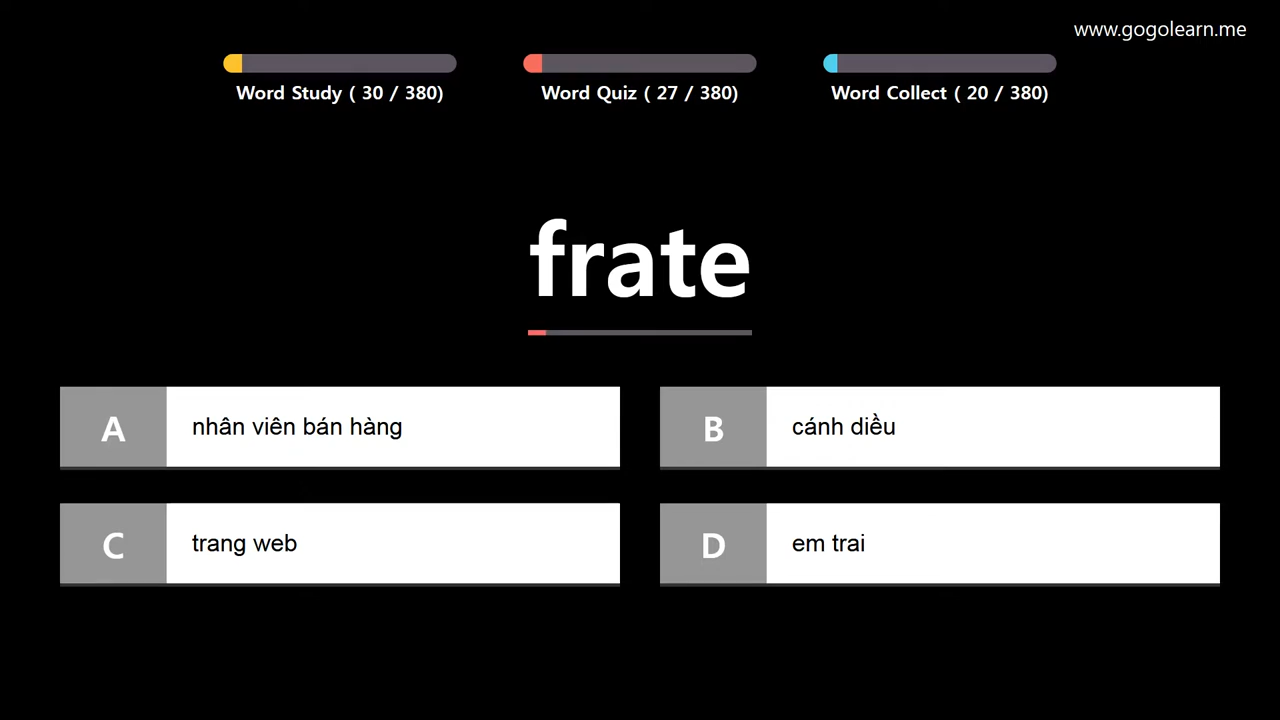 www.gogolearn.me
Word Study ( 30 / 380)
Word Quiz ( 27 / 380)
Word Collect ( 20 / 380)
frate
A
nhân viên bán hàng
B
cánh diều
C
trang web
D
em trai